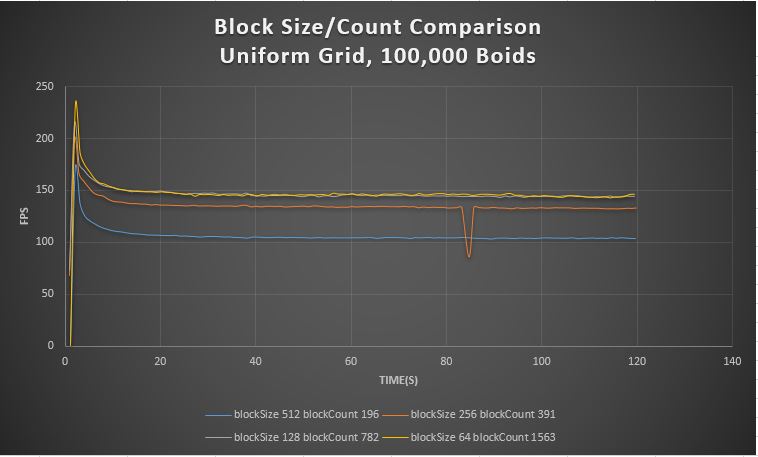 Block Size/Count Comparison
Uniform Grid, 100,000 Boids
250
200
150
100
50
0
FPS
0 20 40 60 80 100 120 140
TIME(S)
blockSize 512 blockCount 196 blockSize 256 blockCount 391
blockSize 128 blockCount 782 blockSize 64 blockCount 1563